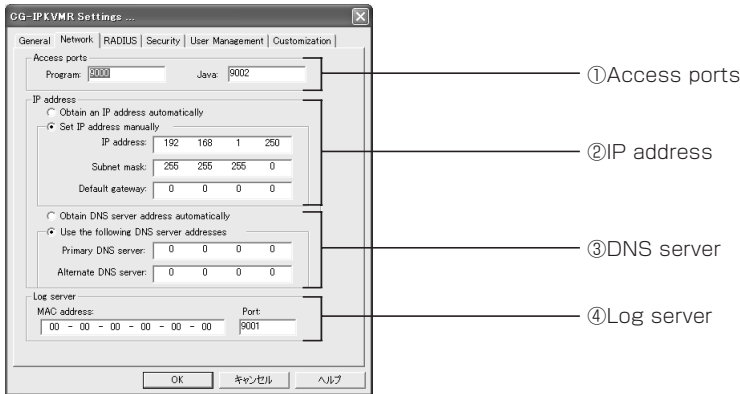 CG-IPKVMR Settings ...
General Network RADIUS Security User Management Customization
Access ports
Program: 9000 Java: 9002
①Access ports
IP address
Obtain an IP address automatically
Set IP address manually
IP address: 192 168 1 250
②IP address
Subnet mask: 255 255 255 0
Default gateway: 0 0 0 0
Obtain DNS server address automatically
Use the following DNS server addresses
Primary DNS server: 0 0 0 0
③DNS server
Alternate DNS server: 0 0 0 0
Log server
MAC address: Port:
00 - 00 - 00 - 00 - 00 - 00 9001
④Log server
OK キャンセル ヘルプ